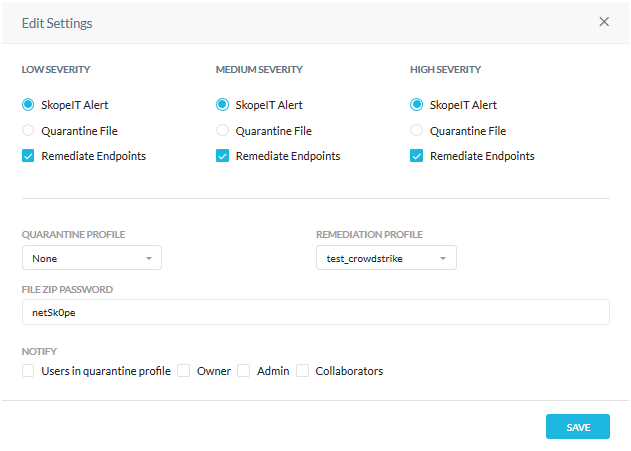 Edit Settings
LOW SEVERITY MEDIUM SEVERITY HIGH SEVERITY
SkopeIT Alert SkopeIT Alert SkopeIT Alert
Quarantine File Quarantine File Quarantine File
Remediate Endpoints Remediate Endpoints Remediate Endpoints
QUARANTINE PROFILE REMEDIATION PROFILE
None test_crowdstrike
FILE ZIP PASSWORD
netSk0pe
NOTIFY
Users in quarantine profile Owner Admin Collaborators
SAVE